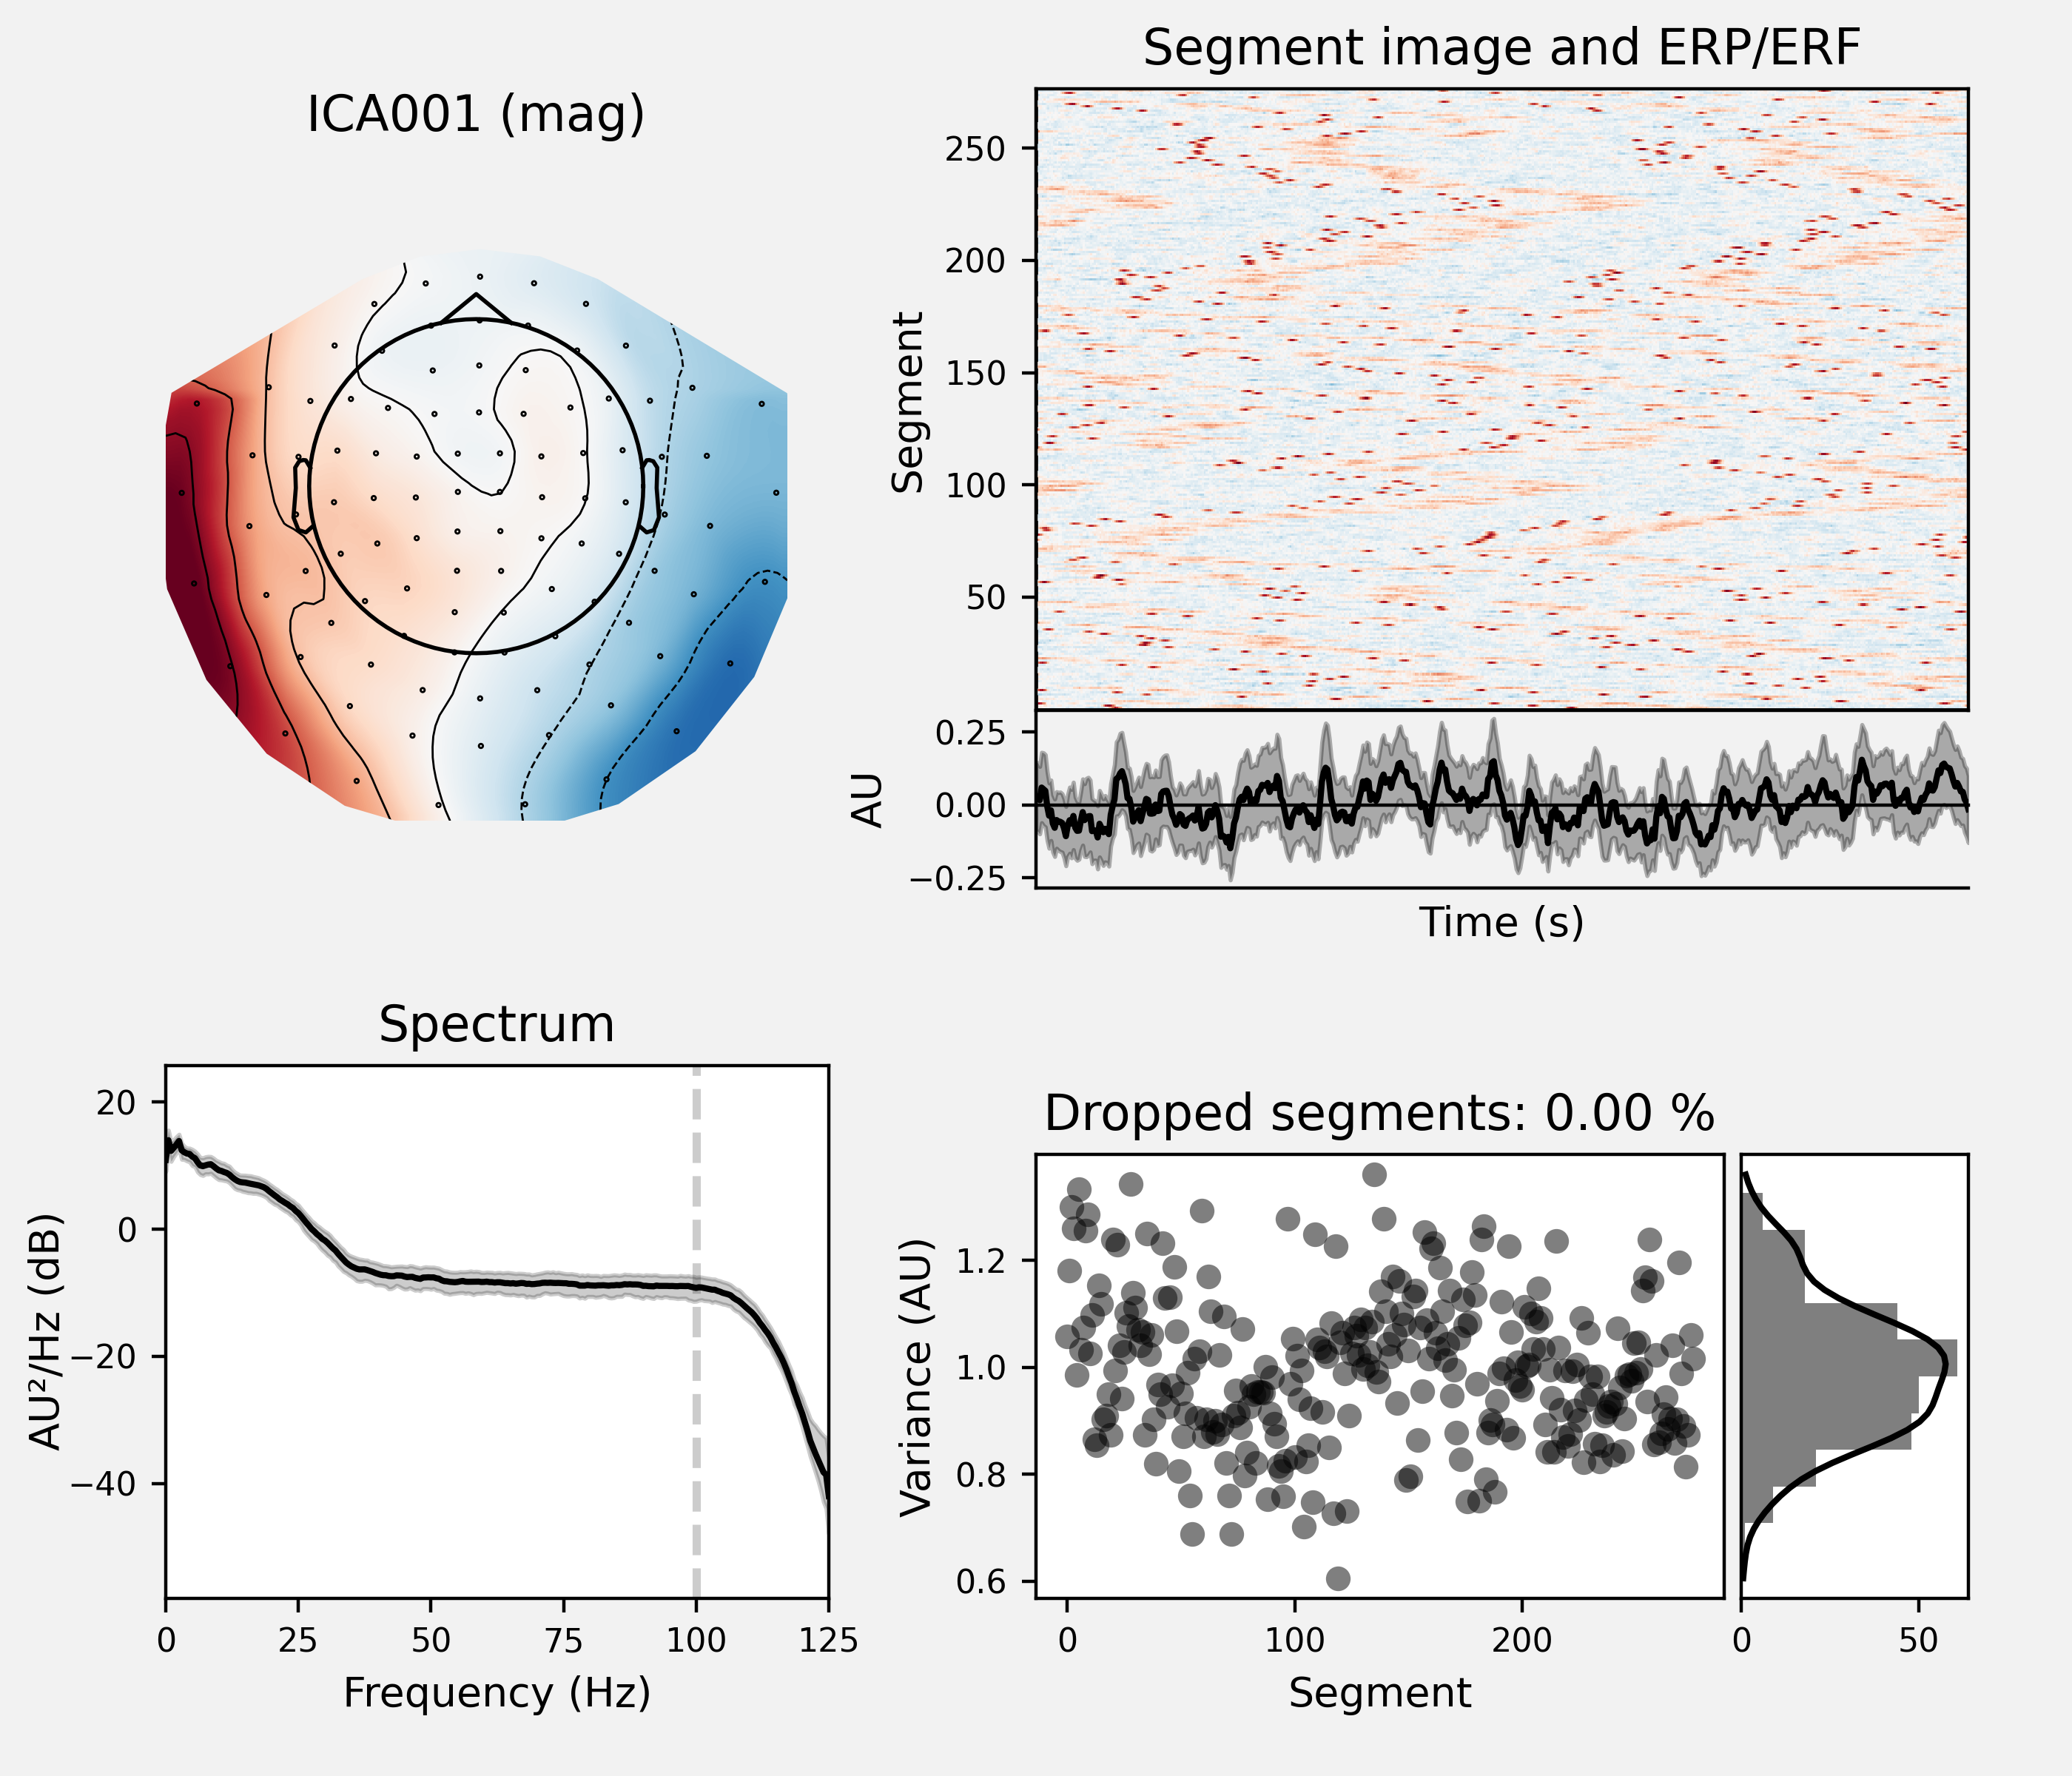 ICA001 (mag)
Segment image and ERP/ERF
250
200
150
100
50
Segment
0.25
0.00
−0.25
AU
Time (s)
Spectrum
20
0
−20
−40
AU²/Hz (dB)
0 25 50 75 100 125
Frequency (Hz)
Dropped segments: 0.00 %
1.2
1.0
0.8
0.6
Variance (AU)
0 100 200
Segment
0 50